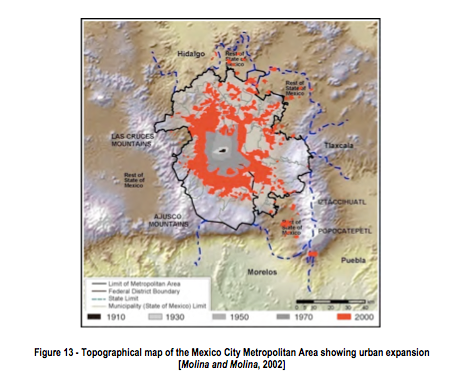 Hidalgo
Rest of
State of
Mexico
Rest of
State of
Mexico
LAS CRUCES
MOUNTAINS
Tlaxcala
Rest of
State of
Mexico
IZTACCIHUATL
AJUSCO
MOUNTAINS
Rest of
State of
Mexico
POPOCATEPETL
Puebla
Morelos
Limit of Metropolitan Area
Federal District Boundary
State Limit
Municipality (State of Mexico) Limit
1910 1930 1950 1970 2000
Figure 13 - Topographical map of the Mexico City Metropolitan Area showing urban expansion
[Molina and Molina, 2002]